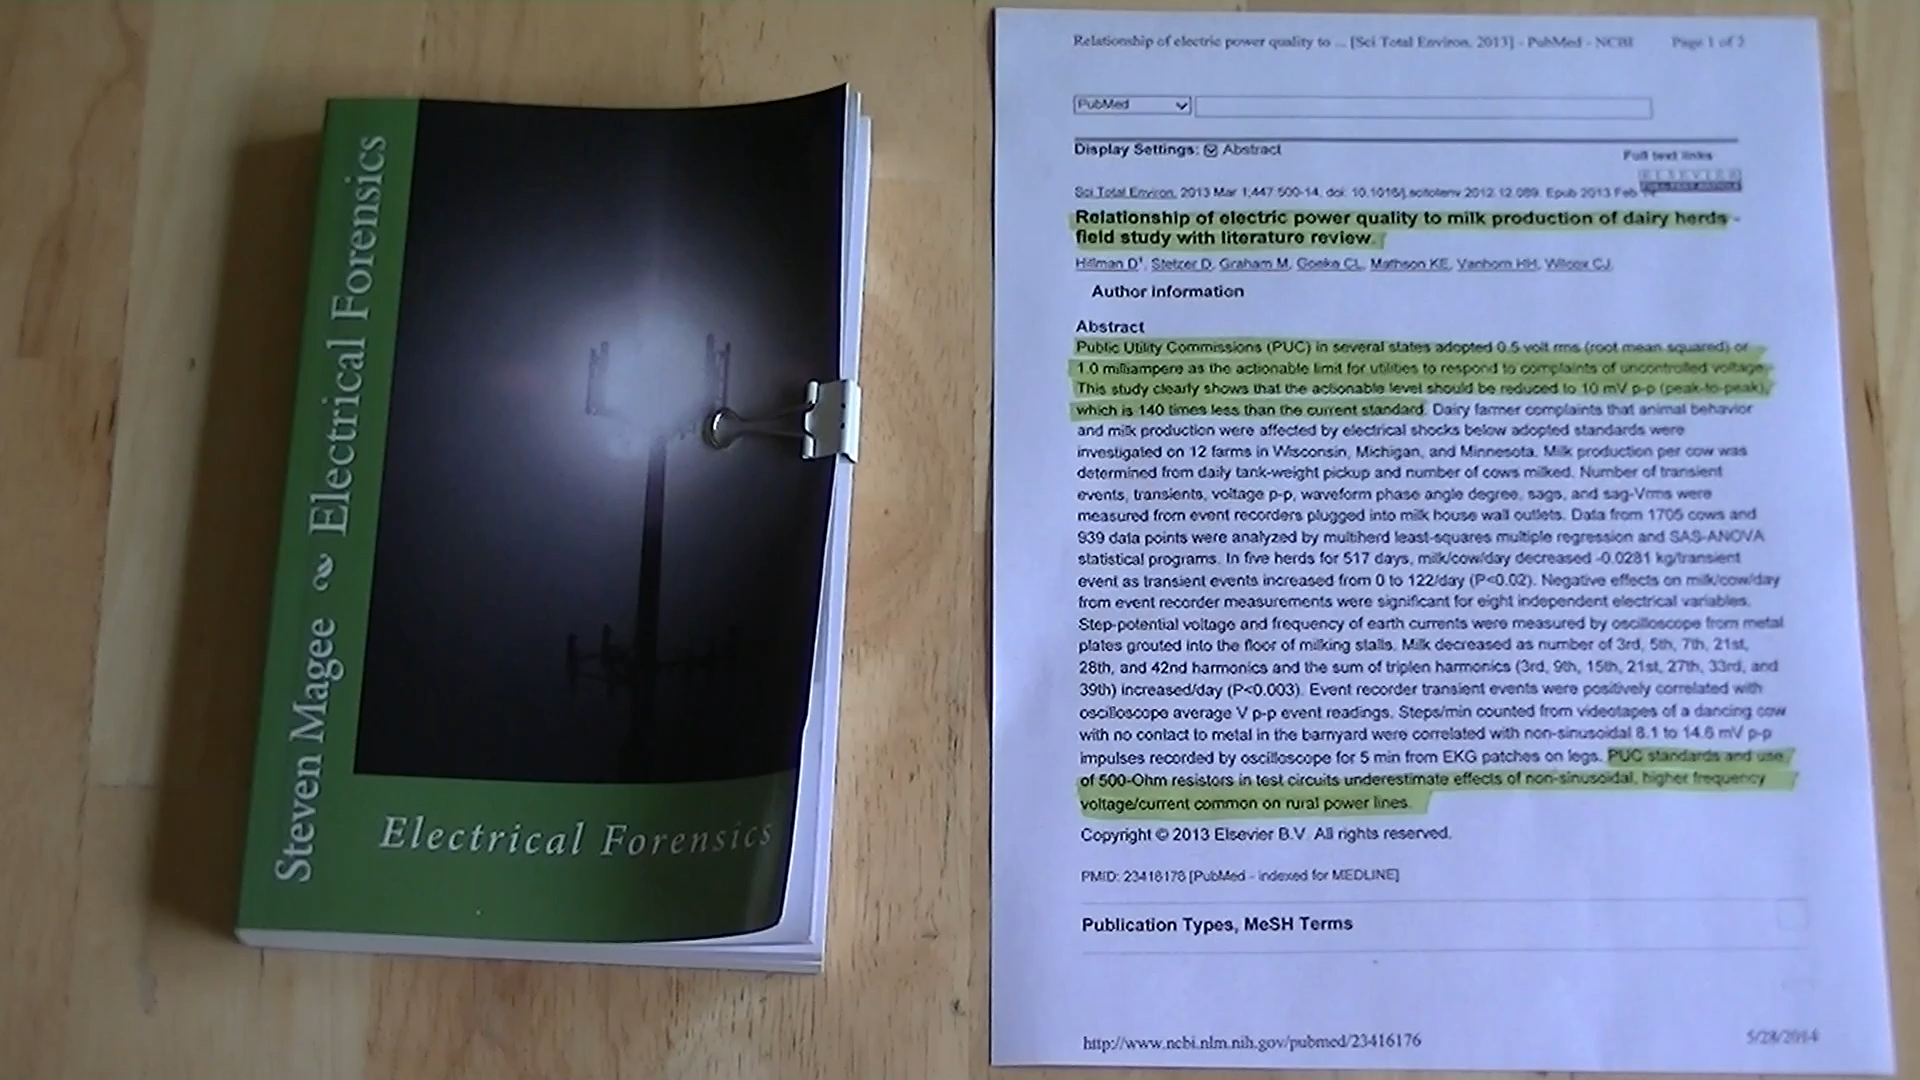 Steven Magee ~ Electrical Forensics
Electrical Forensics
Relationship of electric power quality to ... [Sci Total Environ. 2013] - PubMed - NCBI Page 1 of 2
PubMed
Display Settings: Abstract
Full text links
Sci Total Environ. 2013 Mar 1;447:500-14. doi: 10.1016/j.scitotenv.2012.12.089. Epub 2013 Feb
Relationship of electric power quality to milk production of dairy herds -
field study with literature review.
Hillman D¹, Stetzer D, Graham M, Goeke CL, Mathson KE, Vanhorn HH, Wilcox CJ.
Author information
Abstract
Public Utility Commissions (PUC) in several states adopted 0.5 volt rms (root mean squared) or
1.0 milliampere as the actionable limit for utilities to respond to complaints of uncontrolled voltage.
This study clearly shows that the actionable level should be reduced to 10 mV p-p (peak-to-peak),
which is 140 times less than the current standard. Dairy farmer complaints that animal behavior
and milk production were affected by electrical shocks below adopted standards were
investigated on 12 farms in Wisconsin, Michigan, and Minnesota. Milk production per cow was
determined from daily tank-weight pickup and number of cows milked. Number of transient
events, transients, voltage p-p, waveform phase angle degree, sags, and sag-Vrms were
measured from event recorders plugged into milk house wall outlets. Data from 1705 cows and
939 data points were analyzed by multiherd least-squares multiple regression and SAS-ANOVA
statistical programs. In five herds for 517 days, milk/cow/day decreased -0.0281 kg/transient
event as transient events increased from 0 to 122/day (P<0.02). Negative effects on milk/cow/day
from event recorder measurements were significant for eight independent electrical variables.
Step-potential voltage and frequency of earth currents were measured by oscilloscope from metal
plates grouted into the floor of milking stalls. Milk decreased as number of 3rd, 5th, 7th, 21st,
28th, and 42nd harmonics and the sum of triplen harmonics (3rd, 9th, 15th, 21st, 27th, 33rd, and
39th) increased/day (P<0.003). Event recorder transient events were positively correlated with
oscilloscope average V p-p event readings. Steps/min counted from videotapes of a dancing cow
with no contact to metal in the barnyard were correlated with non-sinusoidal 8.1 to 14.6 mV p-p
impulses recorded by oscilloscope for 5 min from EKG patches on legs. PUC standards and use
of 500-Ohm resistors in test circuits underestimate effects of non-sinusoidal, higher frequency
voltage/current common on rural power lines.
Copyright © 2013 Elsevier B.V. All rights reserved.
PMID: 23416176 [PubMed - indexed for MEDLINE]
Publication Types, MeSH Terms
http://www.ncbi.nlm.nih.gov/pubmed/23416176 5/28/2014